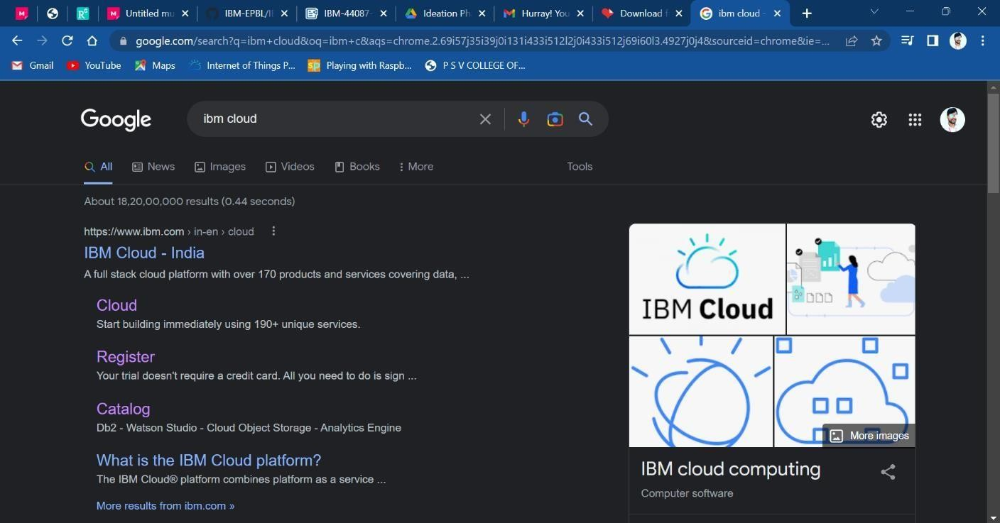 Untitled mu
IBM-EPBL/IE
IBM-44087-
Ideation Ph
Hurray! You
Download f
ibm cloud -
google.com/search?q=ibm+cloud&oq=ibm+c&aqs=chrome.2.69i57j35i39j0i131i433i512l2j0i433i512j69i60l3.4927j0j4&sourceid=chrome&ie=...
Gmail
YouTube
Maps
Internet of Things P...
Playing with Raspb...
P S V COLLEGE OF...
Google
ibm cloud
All
News
Images
Videos
Books
More
Tools
About 18,20,00,000 results (0.44 seconds)
https://www.ibm.com › in-en › cloud
IBM Cloud - India
A full stack cloud platform with over 170 products and services covering data, ...
Cloud
Start building immediately using 190+ unique services.
Register
Your trial doesn't require a credit card. All you need to do is sign ...
Catalog
Db2 - Watson Studio - Cloud Object Storage - Analytics Engine
What is the IBM Cloud platform?
The IBM Cloud® platform combines platform as a service ...
More results from ibm.com »
IBM Cloud
More images
IBM cloud computing
Computer software